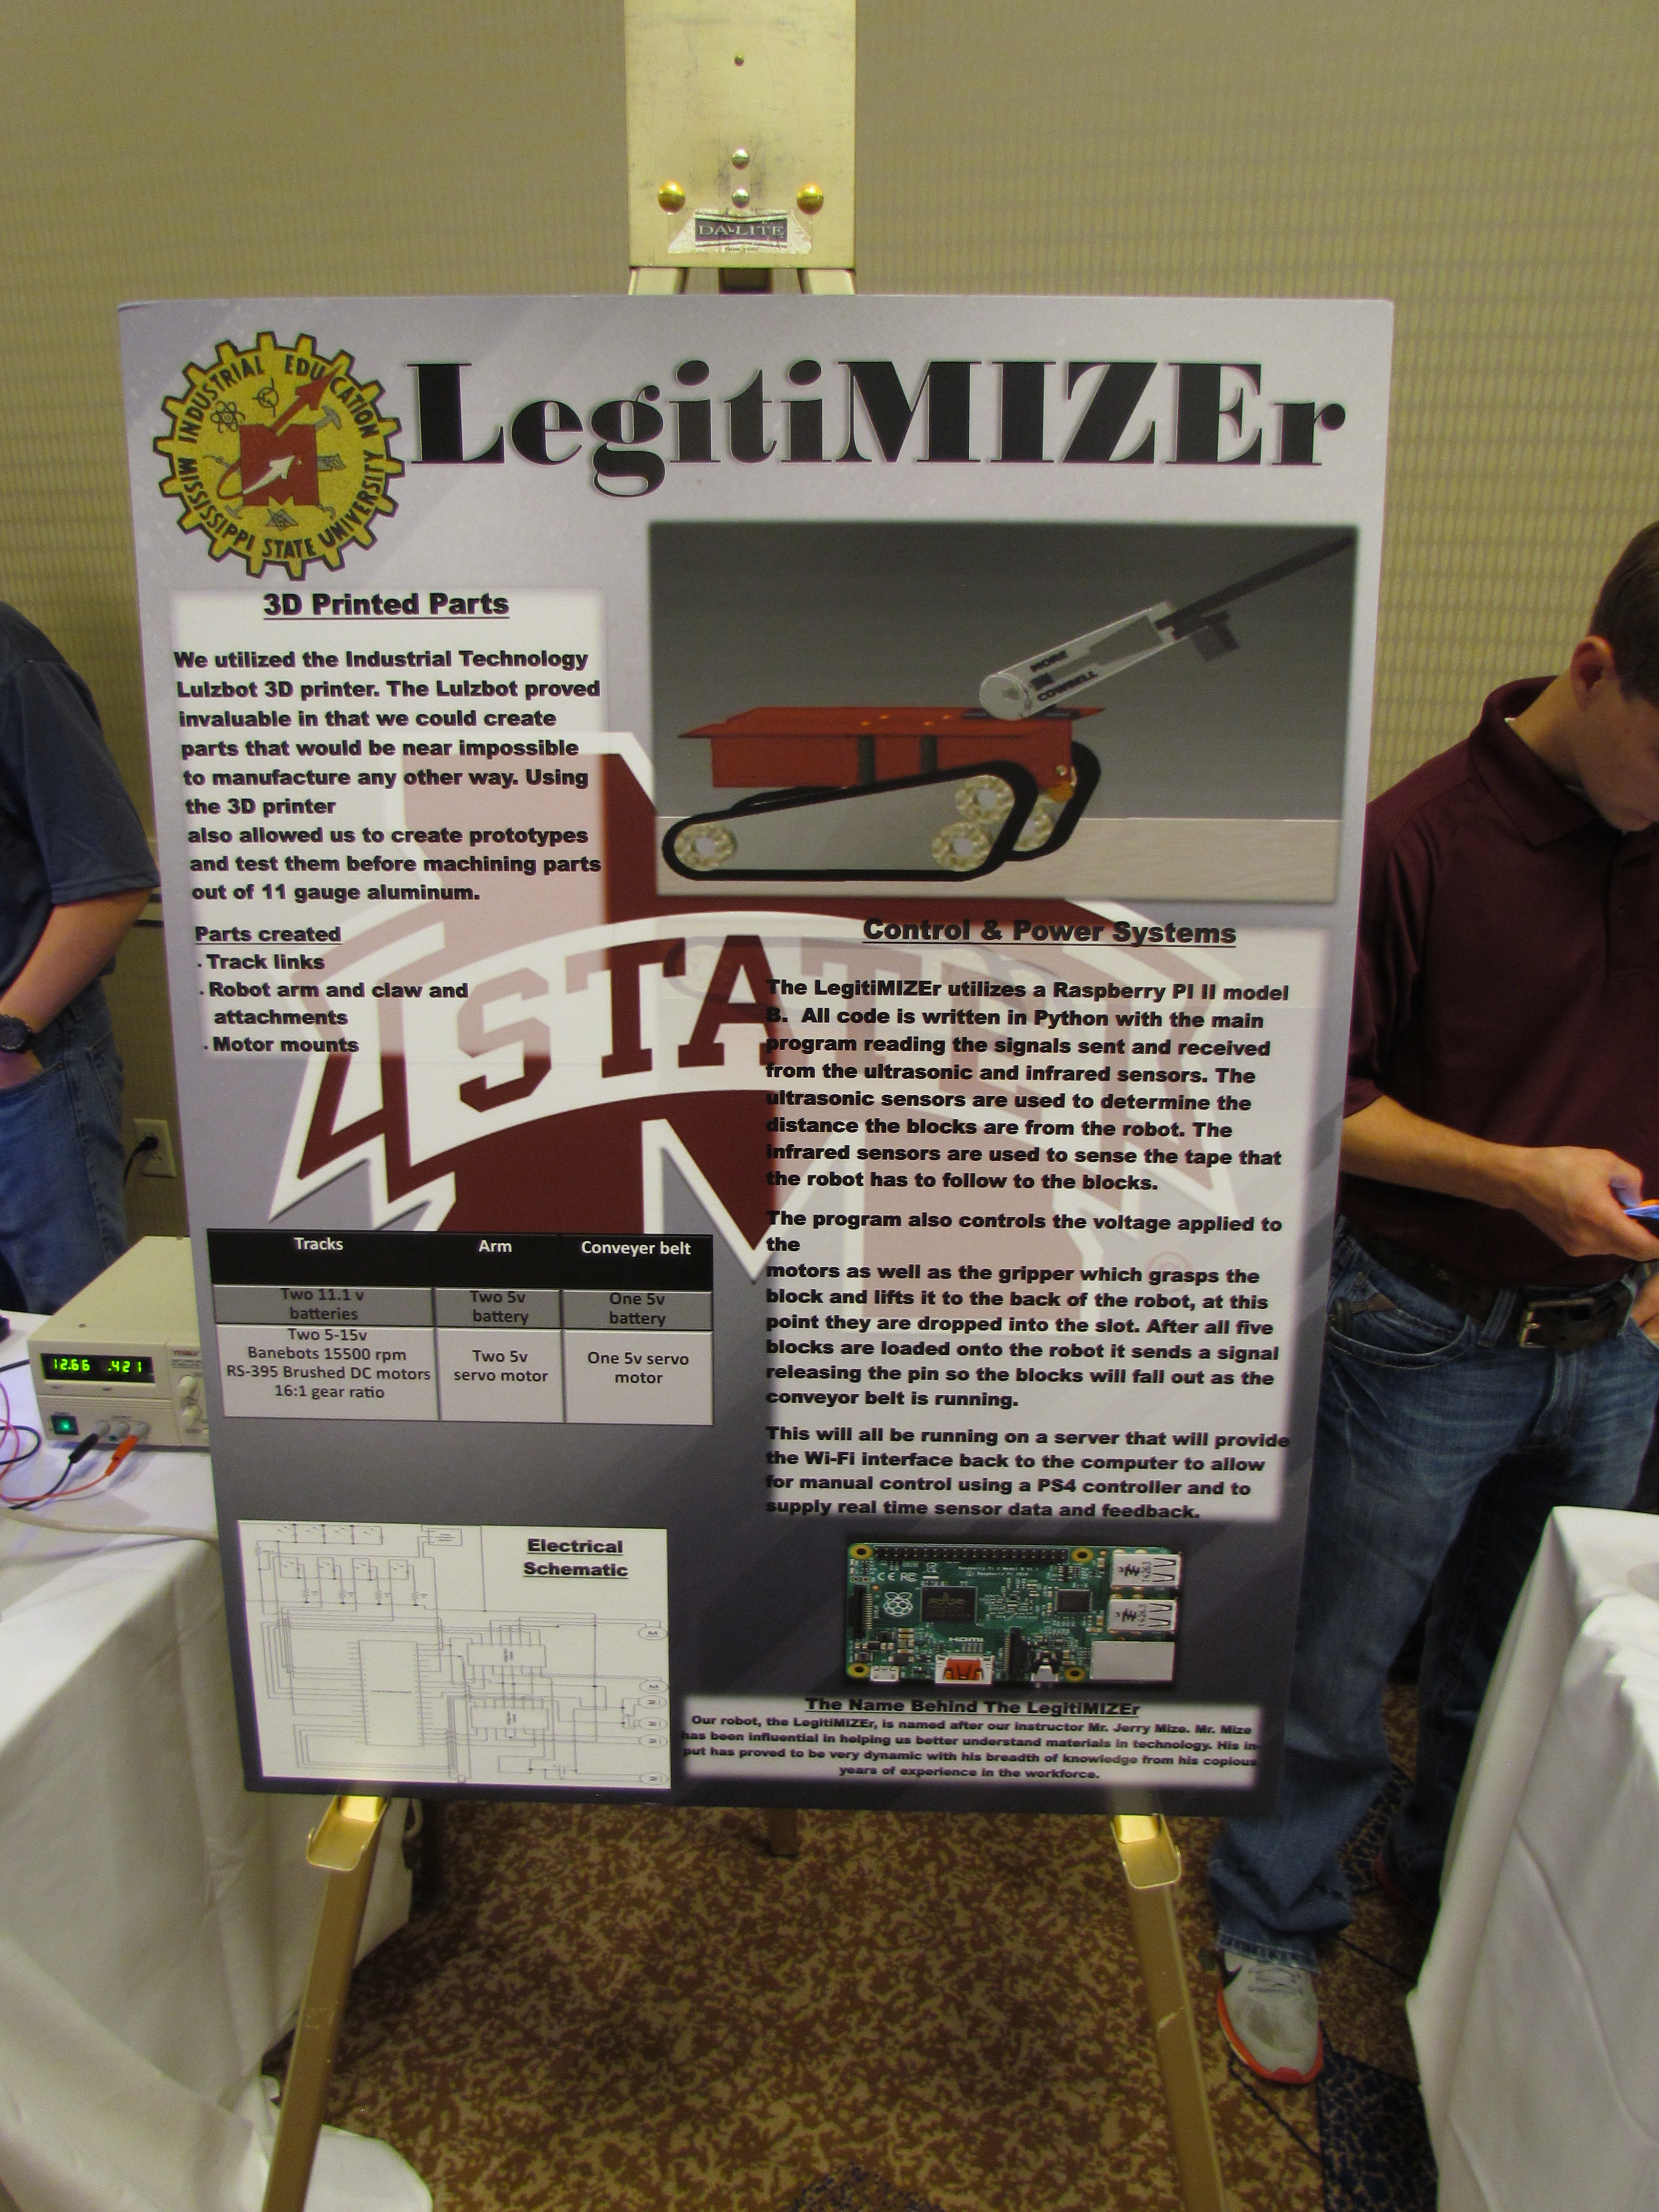 DA-LITE
INDUSTRIAL EDUCATION
MISSISSIPPI STATE UNIVERSITY
LegitiMIZEr
3D Printed Parts
We utilized the Industrial Technology
Lulzbot 3D printer. The Lulzbot proved
invaluable in that we could create
parts that would be near impossible
to manufacture any other way. Using
the 3D printer
also allowed us to create prototypes
and test them before machining parts
out of 11 gauge aluminum.
Parts created
. Track links
. Robot arm and claw and
attachments
. Motor mounts
MORE
COWBELL
STATE
Control & Power Systems
The LegitiMIZEr utilizes a Raspberry PI II model
B. All code is written in Python with the main
program reading the signals sent and received
from the ultrasonic and infrared sensors. The
ultrasonic sensors are used to determine the
distance the blocks are from the robot. The
infrared sensors are used to sense the tape that
the robot has to follow to the blocks.
The program also controls the voltage applied to
the
motors as well as the gripper which grasps the
block and lifts it to the back of the robot, at this
point they are dropped into the slot. After all five
blocks are loaded onto the robot it sends a signal
releasing the pin so the blocks will fall out as the
conveyor belt is running.
This will all be running on a server that will provide
the Wi-Fi interface back to the computer to allow
for manual control using a PS4 controller and to
supply real time sensor data and feedback.
Tracks Arm Conveyer belt
Two 11.1 v
batteries
Two 5v
battery
One 5v
battery
Two 5-15v
Banebots 15500 rpm
RS-395 Brushed DC motors
16:1 gear ratio
Two 5v
servo motor
One 5v servo
motor
12.66 .421
Electrical
Schematic
HDMI
The Name Behind The LegitiMIZEr
Our robot, the LegitiMIZEr, is named after our instructor Mr. Jerry Mize. Mr. Mize
has been influential in helping us better understand materials in technology. His in-
put has proved to be very dynamic with his breadth of knowledge from his copious
years of experience in the workforce.